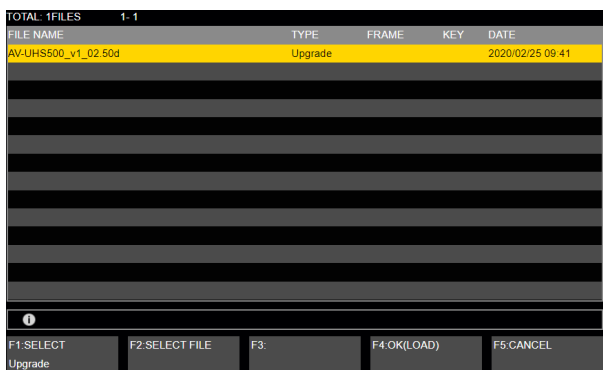 TOTAL: 1FILES 1- 1
FILE NAME TYPE FRAME KEY DATE
AV-UHS500_v1_02.50d Upgrade 2020/02/25 09:41
F1:SELECT F2:SELECT FILE F3: F4:OK(LOAD) F5:CANCEL
Upgrade